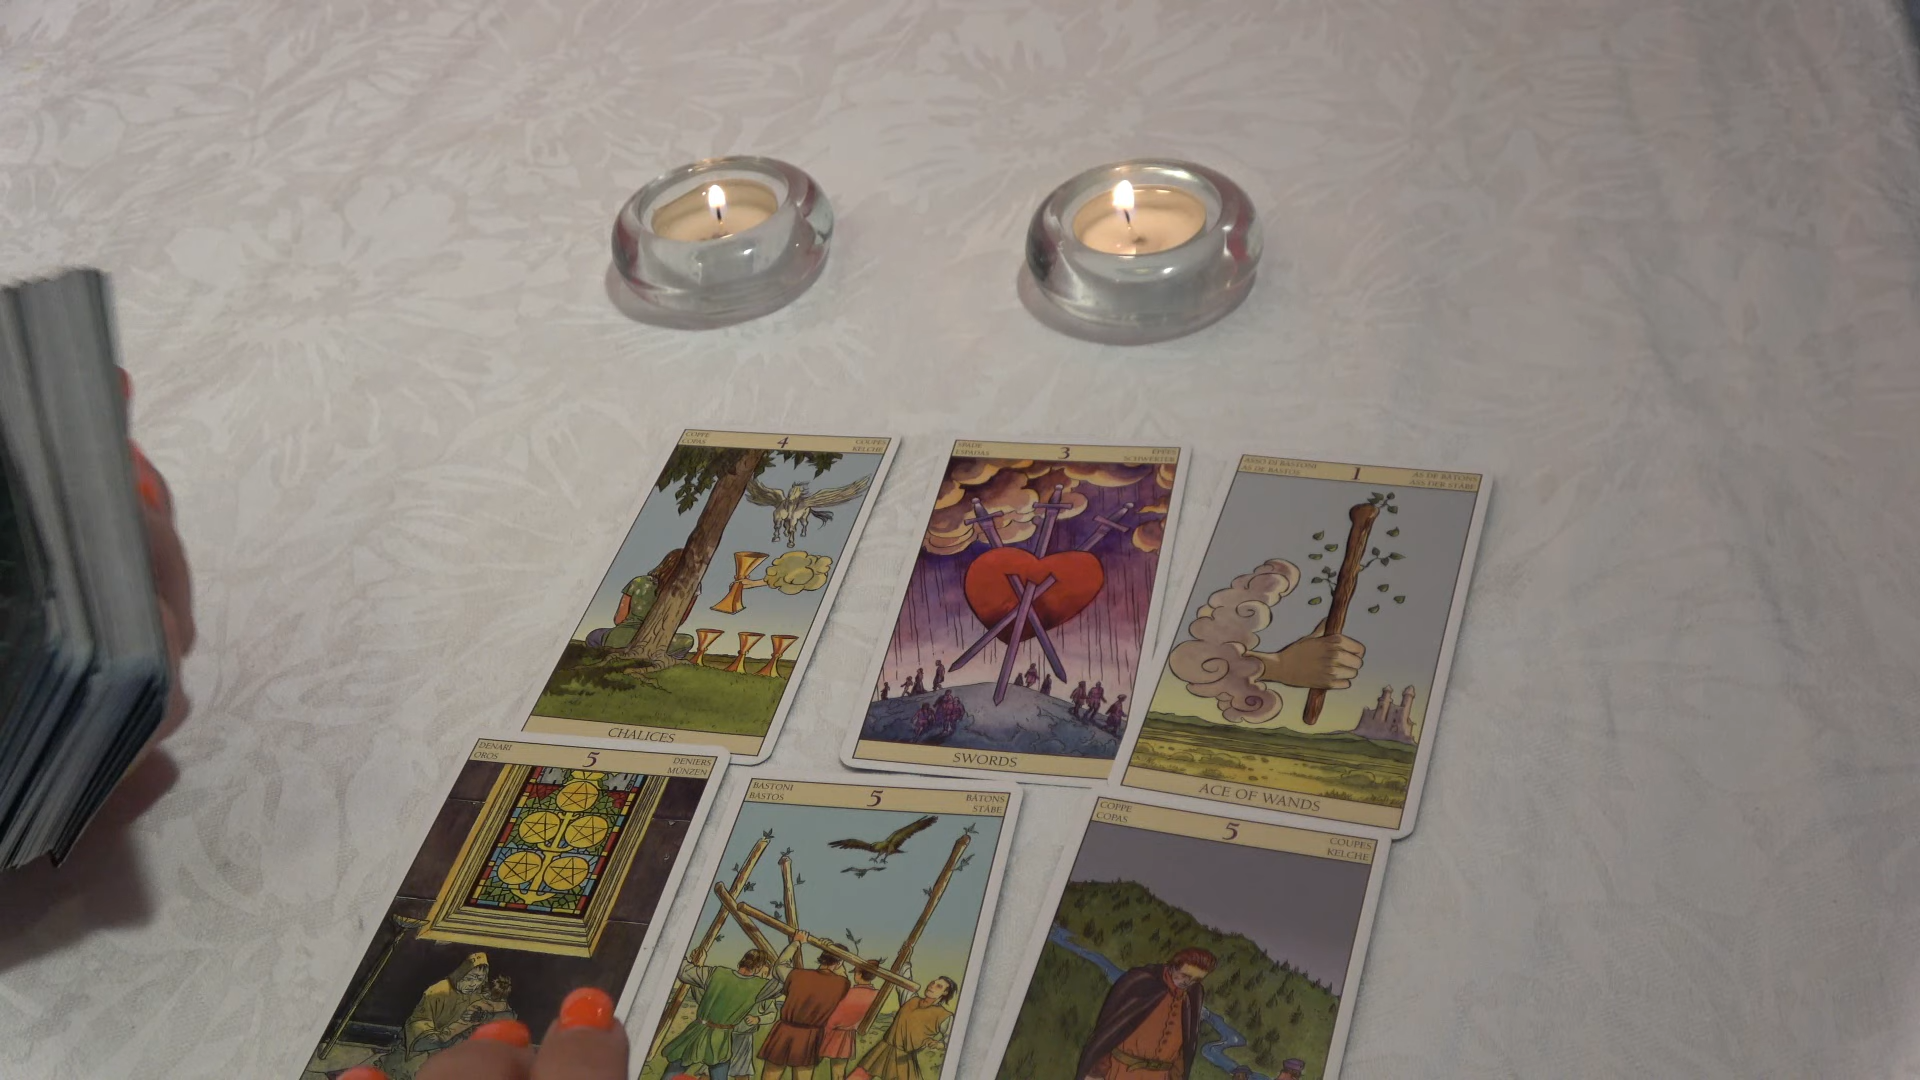 COPPE
COPAS
4
COUPES
KELCHE
CHALICES
SPADE
ESPADAS
3
ÉPÉES
SCHWERTER
SWORDS
ASSO DI BASTONI
AS DE BASTOS
1
AS DE BÂTONS
ASS DER STÄBE
ACE OF WANDS
DENARI
OROS
5
DENIERS
MÜNZEN
BASTONI
BASTOS
5
BÂTONS
STÄBE
COPPE
COPAS
5
COUPES
KELCHE